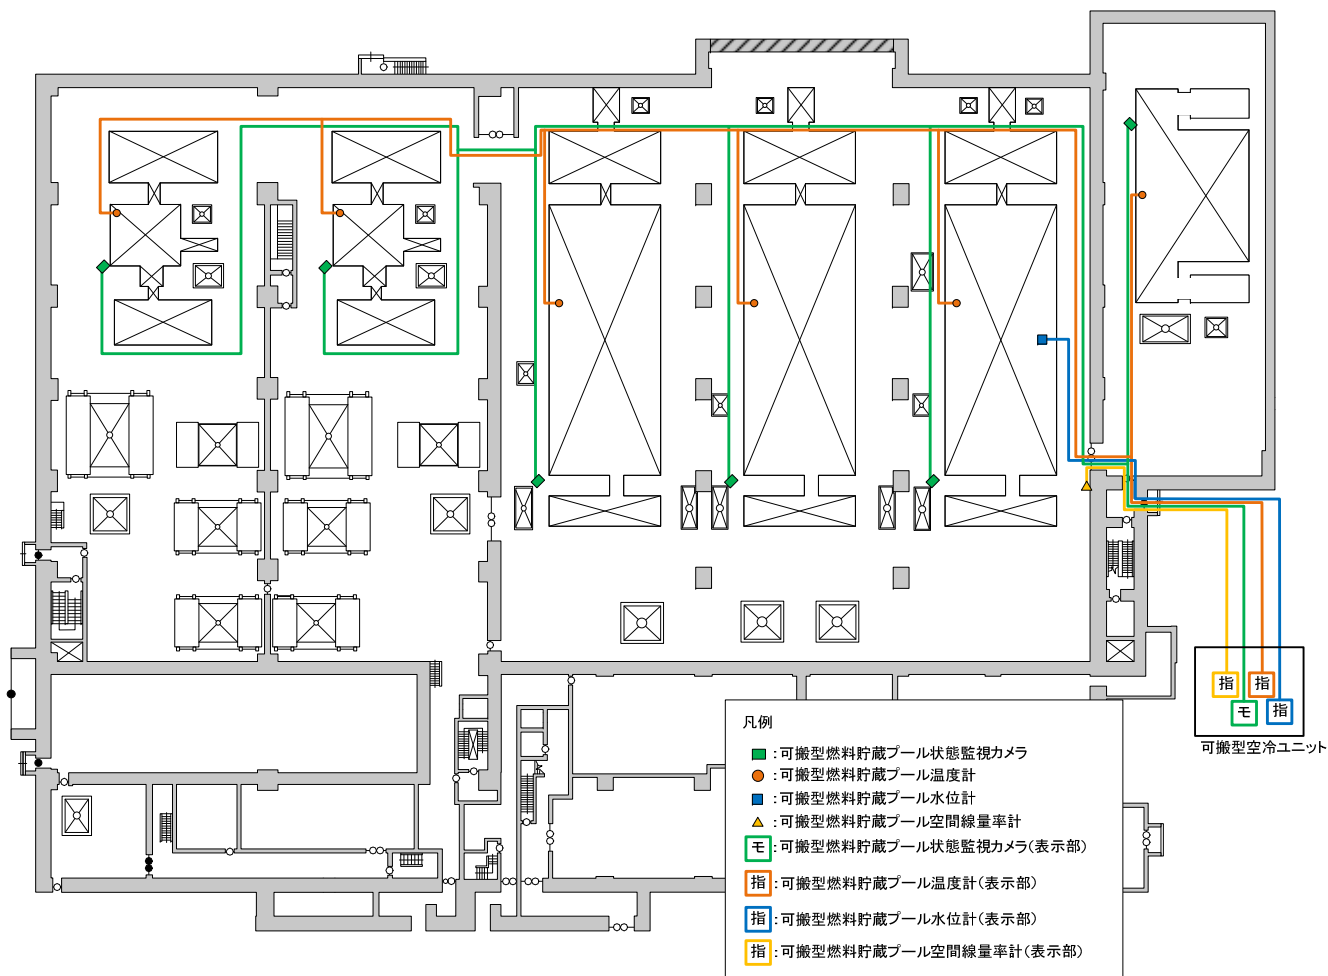 指 指
モ 指
可搬型空冷ユニット
凡例
：可搬型燃料貯蔵プール状態監視カメラ
：可搬型燃料貯蔵プール温度計
：可搬型燃料貯蔵プール水位計
：可搬型燃料貯蔵プール空間線量率計
モ：可搬型燃料貯蔵プール状態監視カメラ(表示部)
指：可搬型燃料貯蔵プール温度計(表示部)
指：可搬型燃料貯蔵プール水位計(表示部)
指：可搬型燃料貯蔵プール空間線量率計(表示部)